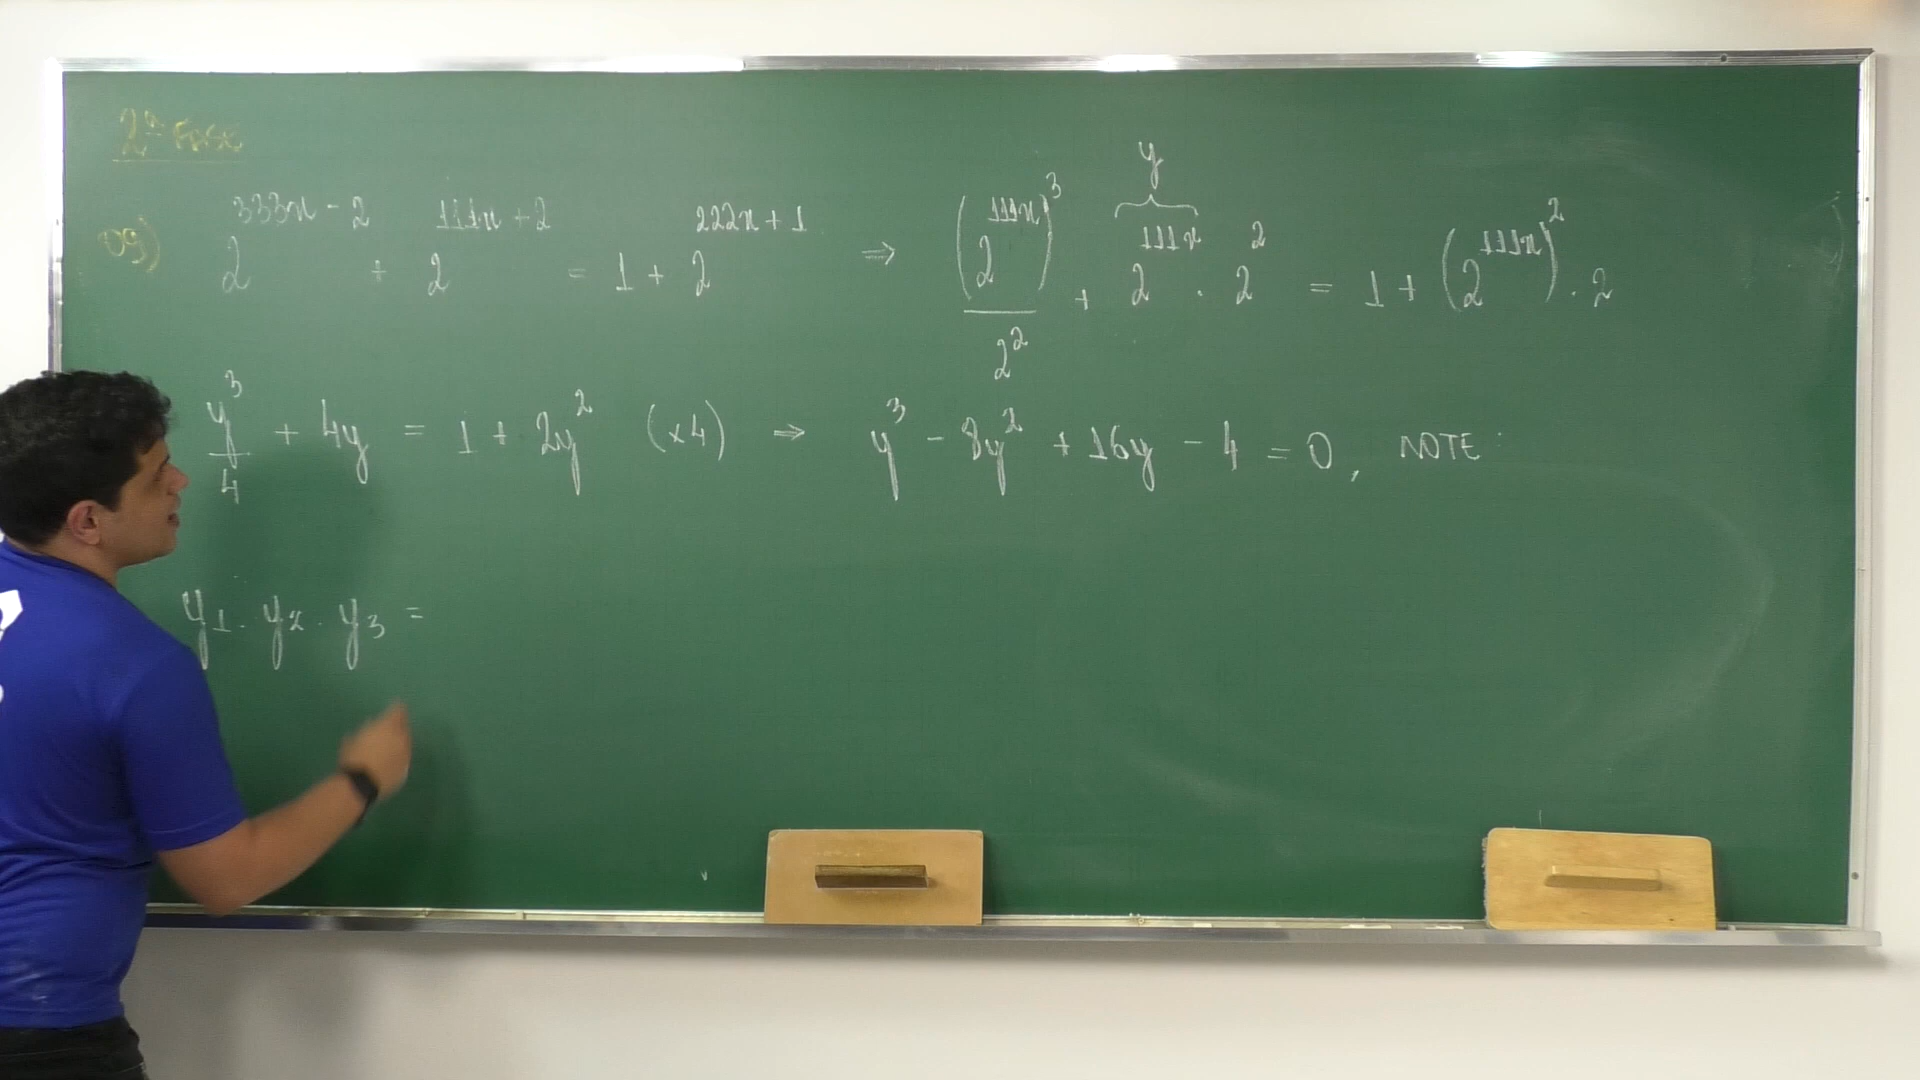 2ª FASE
09) 2^{333x - 2} + 2^{111x + 2} = 1 + 2^{222x + 1} ⇒ (2^{111x})^3 / 2^2 + 2^{111x} · 2^2 = 1 + (2^{111x})^2 · 2
y
y^3/4 + 4y = 1 + 2y^2 (×4) ⇒ y^3 - 8y^2 + 16y - 4 = 0, NOTE:
y1 · y2 · y3 =